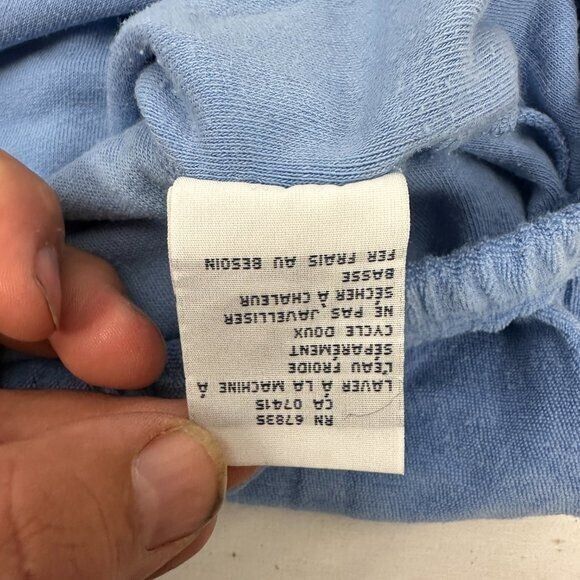 RN 67835
CA 07415
LAVER À LA MACHINE À
L'EAU FROIDE
SÉPARÉMENT
CYCLE DOUX
NE PAS JAVELLISER
SÉCHER À CHALEUR
BASSE
FER FRAIS AU BESOIN